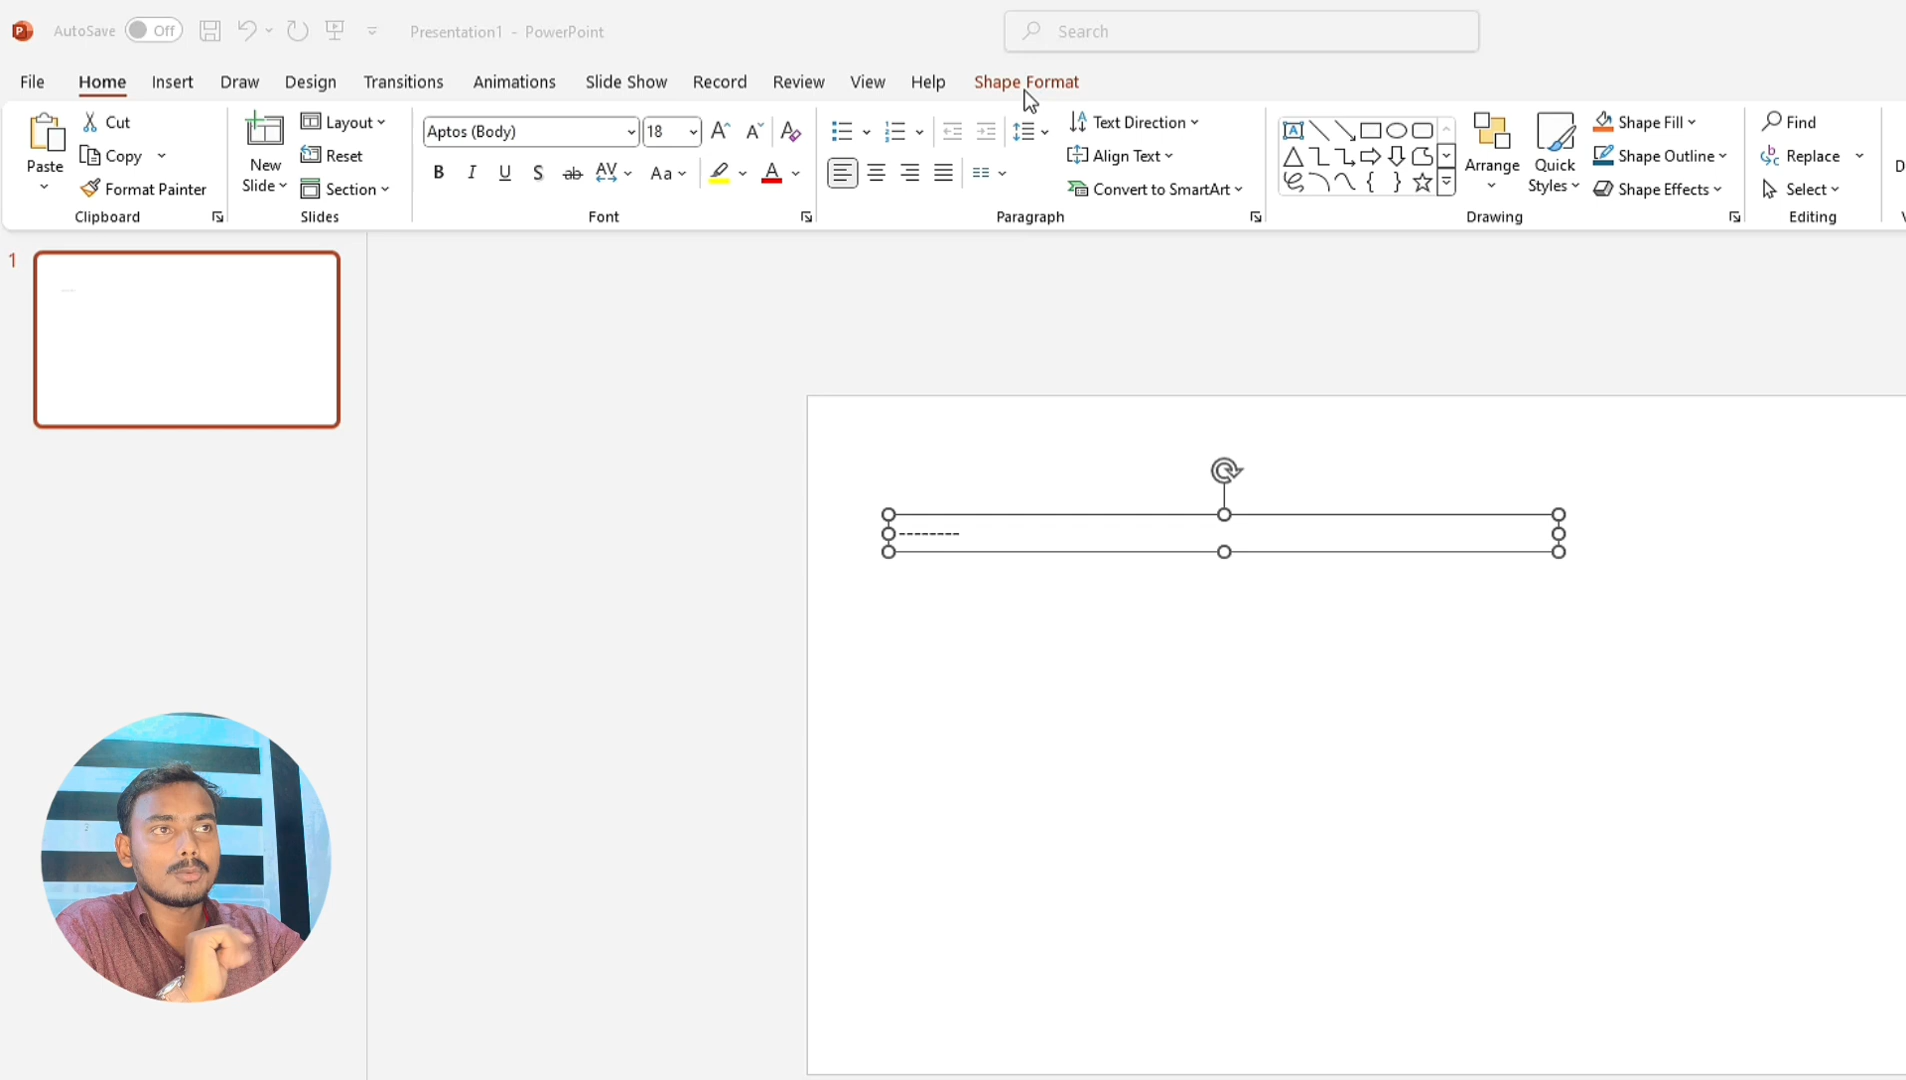 AutoSave Off Presentation1 - PowerPoint Search
File Home Insert Draw Design Transitions Animations Slide Show Record Review View Help Shape Format
Paste
Cut
Copy
Format Painter
Clipboard
New
Slide
Layout
Reset
Section
Slides
Aptos (Body) 18
B I U S ab AV Aa A
Font
Text Direction
Align Text
Convert to SmartArt
Paragraph
Arrange
Quick
Styles
Shape Fill
Shape Outline
Shape Effects
Drawing
Find
Replace
Select
Editing
1
--------